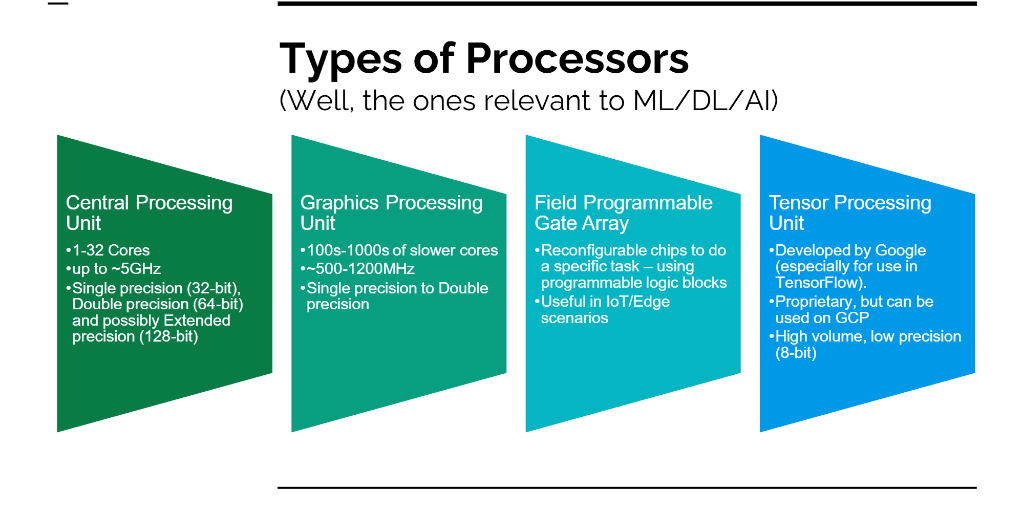 Types of Processors
(Well, the ones relevant to ML/DL/AI)
Central Processing
Unit
•1-32 Cores
•up to ~5GHz
•Single precision (32-bit),
Double precision (64-bit)
and possibly Extended
precision (128-bit)
Graphics Processing
Unit
•100s-1000s of slower cores
•~500-1200MHz
•Single precision to Double
precision
Field Programmable
Gate Array
•Reconfigurable chips to do
a specific task – using
programmable logic blocks
•Useful in IoT/Edge
scenarios
Tensor Processing
Unit
•Developed by Google
(especially for use in
TensorFlow).
•Proprietary, but can be
used on GCP
•High volume, low precision
(8-bit)